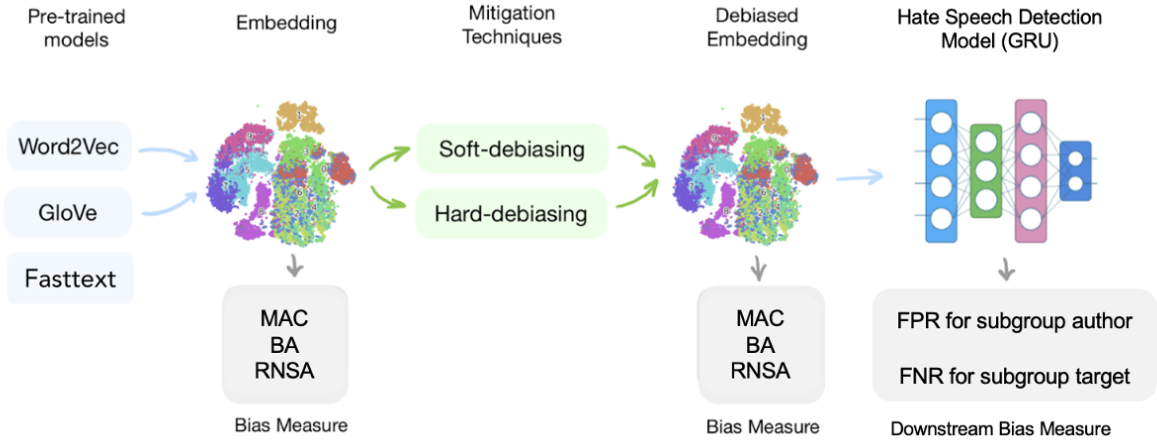 Pre-trained
models
Embedding
Mitigation
Techniques
Debiased
Embedding
Hate Speech Detection
Model (GRU)
Word2Vec
GloVe
Fasttext
Soft-debiasing
Hard-debiasing
MAC
BA
RNSA
Bias Measure
MAC
BA
RNSA
Bias Measure
FPR for subgroup author
FNR for subgroup target
Downstream Bias Measure